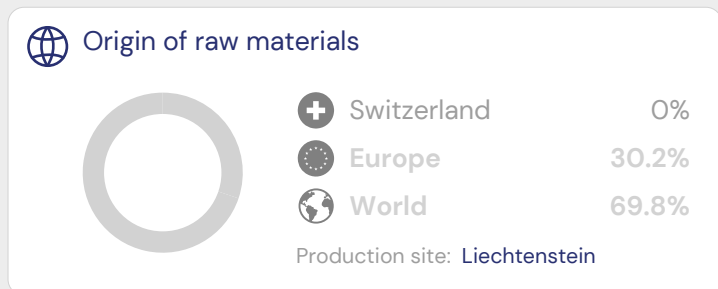 Origin of raw materials
Switzerland 0%
Europe 30.2%
World 69.8%
Production site: Liechtenstein